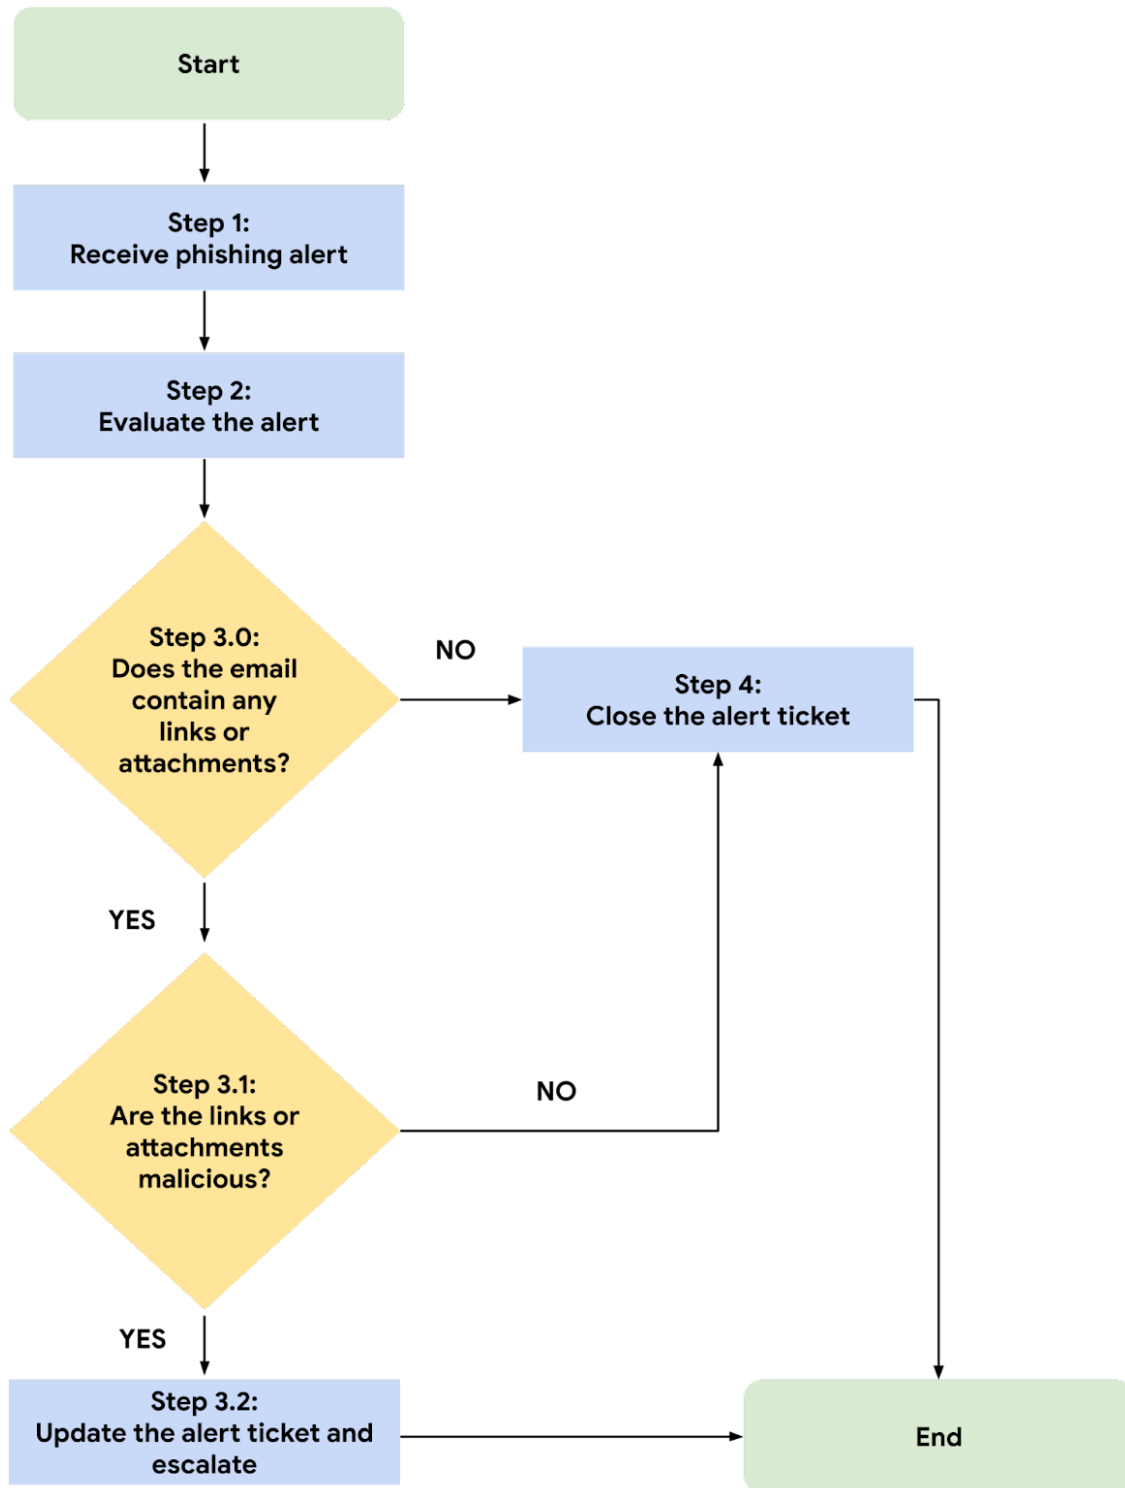 Start
Step 1:
Receive phishing alert
Step 2:
Evaluate the alert
Step 3.0:
Does the email
contain any
links or
attachments?
NO
Step 4:
Close the alert ticket
YES
Step 3.1:
Are the links or
attachments
malicious?
NO
YES
Step 3.2:
Update the alert ticket and
escalate
End